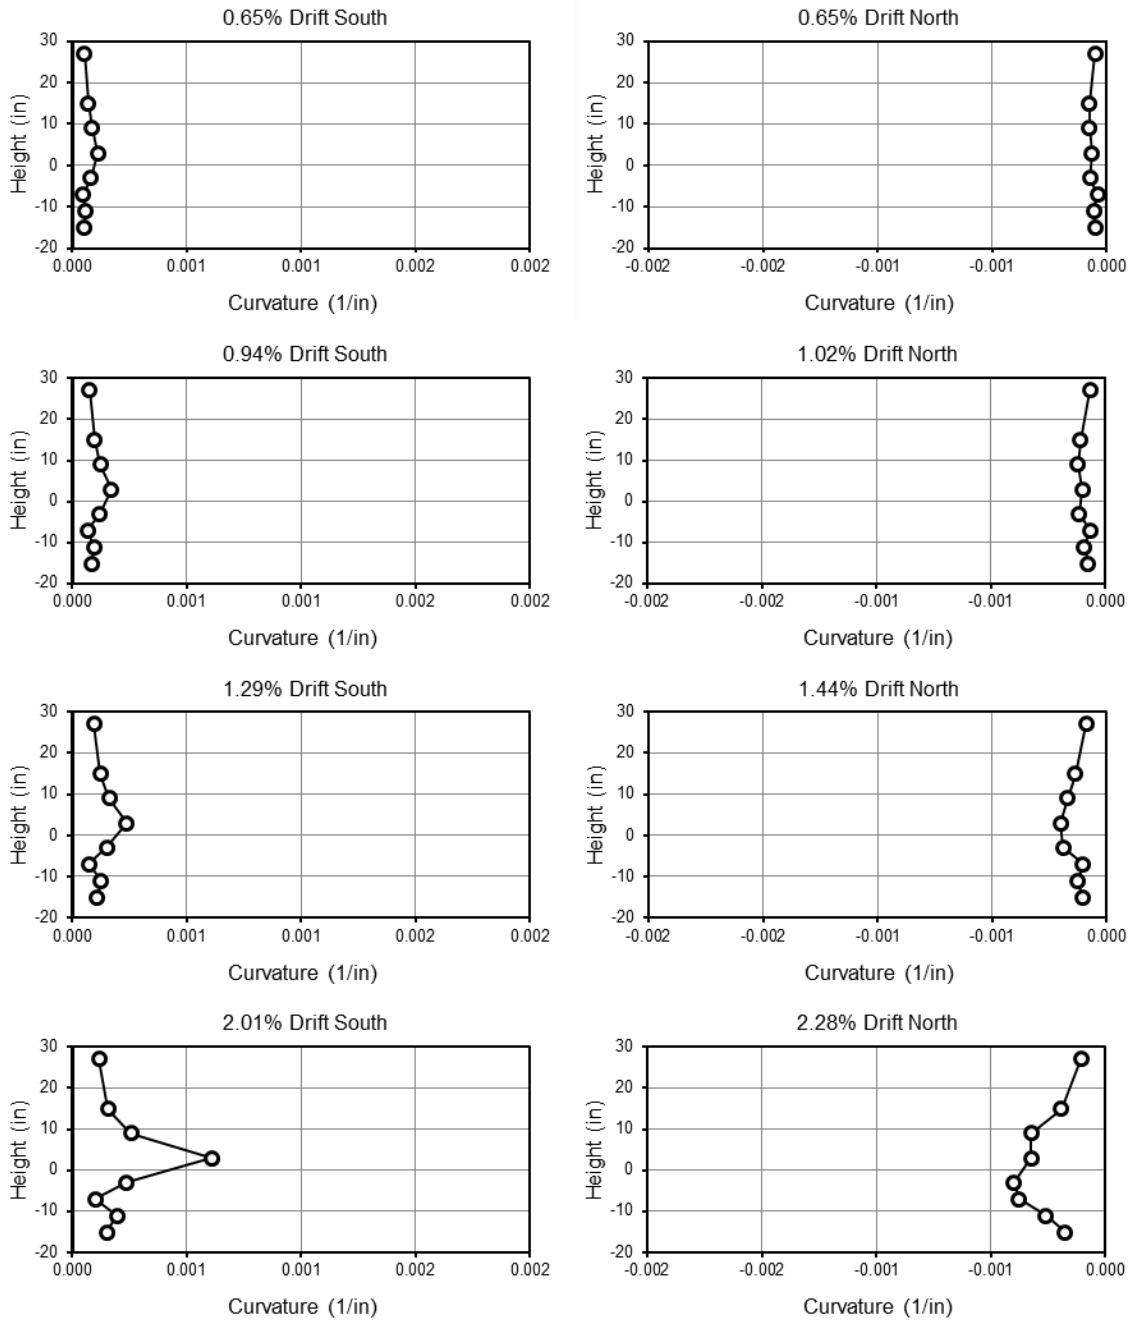 0.65% Drift South
30
20
10
0
-10
-20
Height (in)
0.000 0.001 0.001 0.002 0.002
Curvature (1/in)
0.65% Drift North
30
20
10
0
-10
-20
Height (in)
-0.002 -0.002 -0.001 -0.001 0.000
Curvature (1/in)
0.94% Drift South
30
20
10
0
-10
-20
Height (in)
0.000 0.001 0.001 0.002 0.002
Curvature (1/in)
1.02% Drift North
30
20
10
0
-10
-20
Height (in)
-0.002 -0.002 -0.001 -0.001 0.000
Curvature (1/in)
1.29% Drift South
30
20
10
0
-10
-20
Height (in)
0.000 0.001 0.001 0.002 0.002
Curvature (1/in)
1.44% Drift North
30
20
10
0
-10
-20
Height (in)
-0.002 -0.002 -0.001 -0.001 0.000
Curvature (1/in)
2.01% Drift South
30
20
10
0
-10
-20
Height (in)
0.000 0.001 0.001 0.002 0.002
Curvature (1/in)
2.28% Drift North
30
20
10
0
-10
-20
Height (in)
-0.002 -0.002 -0.001 -0.001 0.000
Curvature (1/in)